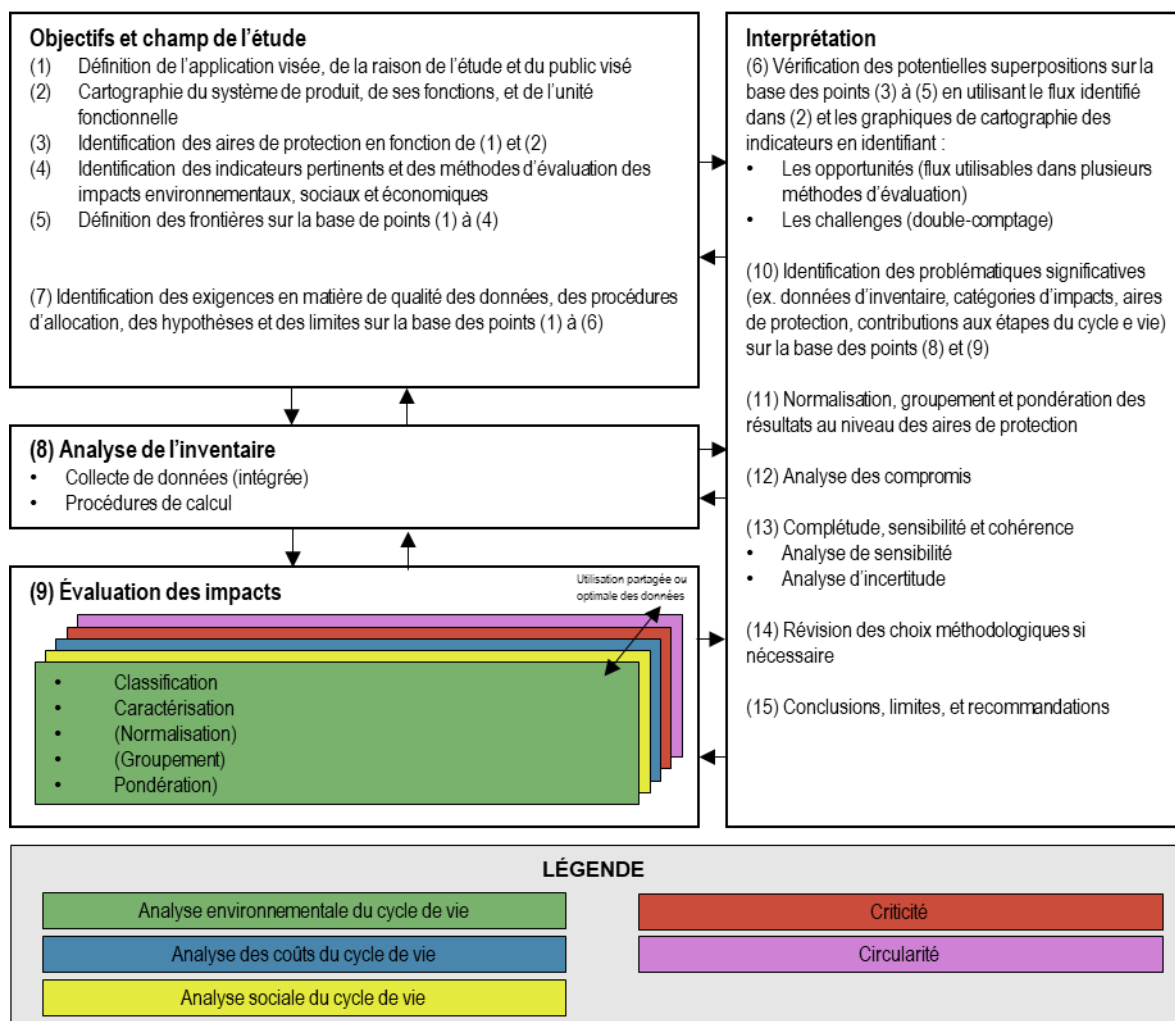 Objectifs et champ de l'étude
(1) Définition de l'application visée, de la raison de l'étude et du public visé
(2) Cartographie du système de produit, de ses fonctions, et de l'unité
fonctionnelle
(3) Identification des aires de protection en fonction de (1) et (2)
(4) Identification des indicateurs pertinents et des méthodes d'évaluation des
impacts environnementaux, sociaux et économiques
(5) Définition des frontières sur la base de points (1) à (4)
(7) Identification des exigences en matière de qualité des données, des procédures
d'allocation, des hypothèses et des limites sur la base des points (1) à (6)
(8) Analyse de l'inventaire
• Collecte de données (intégrée)
• Procédures de calcul
(9) Évaluation des impacts
Utilisation partagée ou
optimale des données
• Classification
• Caractérisation
• (Normalisation)
• (Groupement)
• Pondération)
Interprétation
(6) Vérification des potentielles superpositions sur la
base des points (3) à (5) en utilisant le flux identifié
dans (2) et les graphiques de cartographie des
indicateurs en identifiant :
• Les opportunités (flux utilisables dans plusieurs
méthodes d'évaluation)
• Les challenges (double-comptage)
(10) Identification des problématiques significatives
(ex. données d'inventaire, catégories d'impacts, aires
de protection, contributions aux étapes du cycle e vie)
sur la base des points (8) et (9)
(11) Normalisation, groupement et pondération des
résultats au niveau des aires de protection
(12) Analyse des compromis
(13) Complétude, sensibilité et cohérence
• Analyse de sensibilité
• Analyse d'incertitude
(14) Révision des choix méthodologiques si
nécessaire
(15) Conclusions, limites, et recommandations
LÉGENDE
Analyse environnementale du cycle de vie
Analyse des coûts du cycle de vie
Analyse sociale du cycle de vie
Criticité
Circularité